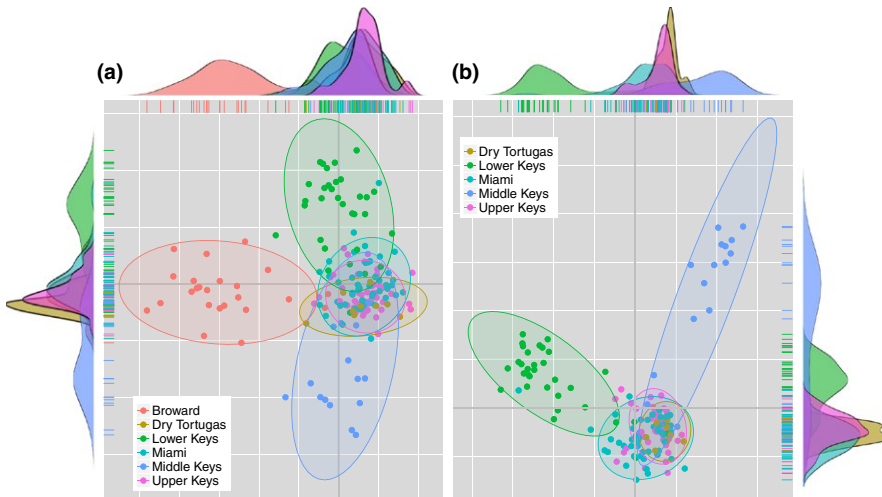 (a)
(b)
Broward
Dry Tortugas
Lower Keys
Miami
Middle Keys
Upper Keys
Dry Tortugas
Lower Keys
Miami
Middle Keys
Upper Keys